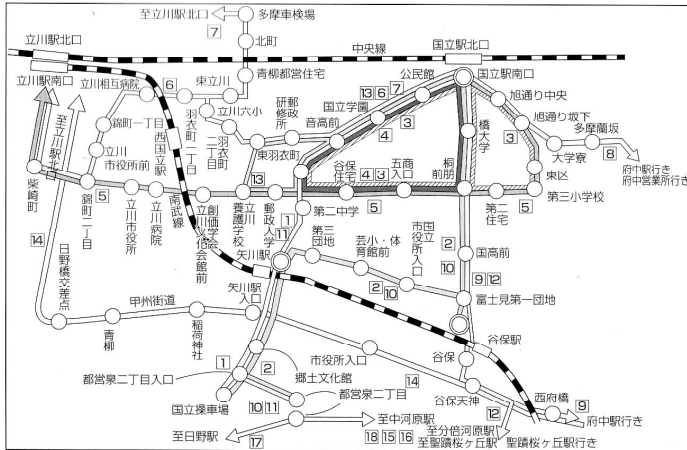 至立川駅北口
多摩車検場
7
北町
立川駅北口
中央線
国立駅北口
青柳都営住宅
立川駅南口
立川相互病院
6
東立川
公民館
国立駅南口
至立川駅北口
13 6 7
旭通り中央
国立学園
錦町一丁目
羽衣町一丁目
立川六小
羽衣町二丁目
研郵修政所
音高前
4
3
一橋大学
3
旭通り坂下
多摩蘭坂
西国立駅
立川市役所前
東羽衣町
大学寮
8
府中駅行き
府中営業所行き
谷保住宅
4 3
五商入口
桐朋前
東区
13
柴崎町
5
5
5
第三小学校
錦町二丁目
立川市役所
立川病院
南武線
創価学会立川文化会館前
立川養護学校
郵政大学
第二中学
第二住宅
1
11
14
日野橋交差点
矢川駅
第三団地
芸小・体育館前
国立市役所入口
2
10
国高前
2
10
9 12
矢川駅入口
富士見第一団地
甲州街道
青柳
稲荷神社
谷保駅
市役所入口
谷保
都営泉二丁目入口
1
2
郷土文化館
14
谷保天神
西府橋
9
国立操車場
10 11
都営泉二丁目
12
府中駅行き
至中河原駅
至分倍河原駅
至日野駅
17
18 15 16
至聖蹟桜ヶ丘駅
聖蹟桜ヶ丘駅行き